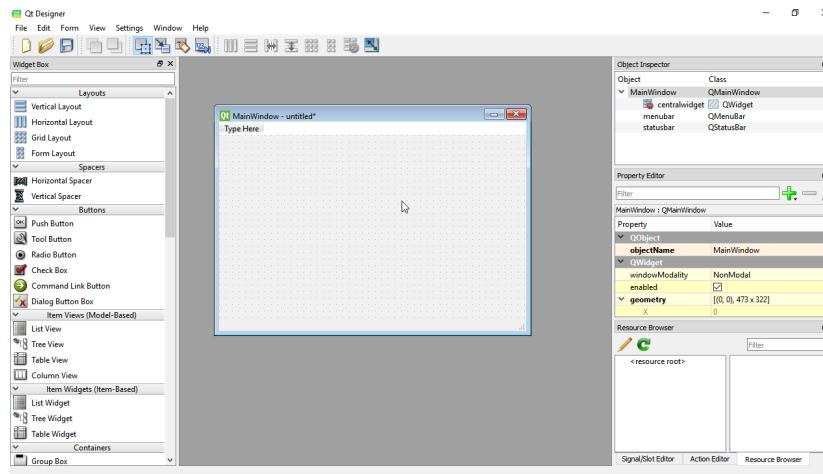 Qt Designer
File Edit Form View Settings Window Help
Widget Box
Filter
Layouts
Vertical Layout
Horizontal Layout
Grid Layout
Form Layout
Spacers
Horizontal Spacer
Vertical Spacer
Buttons
OK Push Button
Tool Button
Radio Button
Check Box
Command Link Button
Dialog Button Box
Item Views (Model-Based)
List View
Tree View
Table View
Column View
Item Widgets (Item-Based)
List Widget
Tree Widget
Table Widget
Containers
Group Box
Qt MainWindow - untitled*
Type Here
Object Inspector
Object Class
MainWindow QMainWindow
centralwidget QWidget
menubar QMenuBar
statusbar QStatusBar
Property Editor
Filter
MainWindow : QMainWindow
Property Value
QObject
objectName MainWindow
QWidget
windowModality NonModal
enabled
geometry [(0, 0), 473 x 322]
X 0
Resource Browser
Filter
<resource root>
Signal/Slot Editor Action Editor Resource Browser